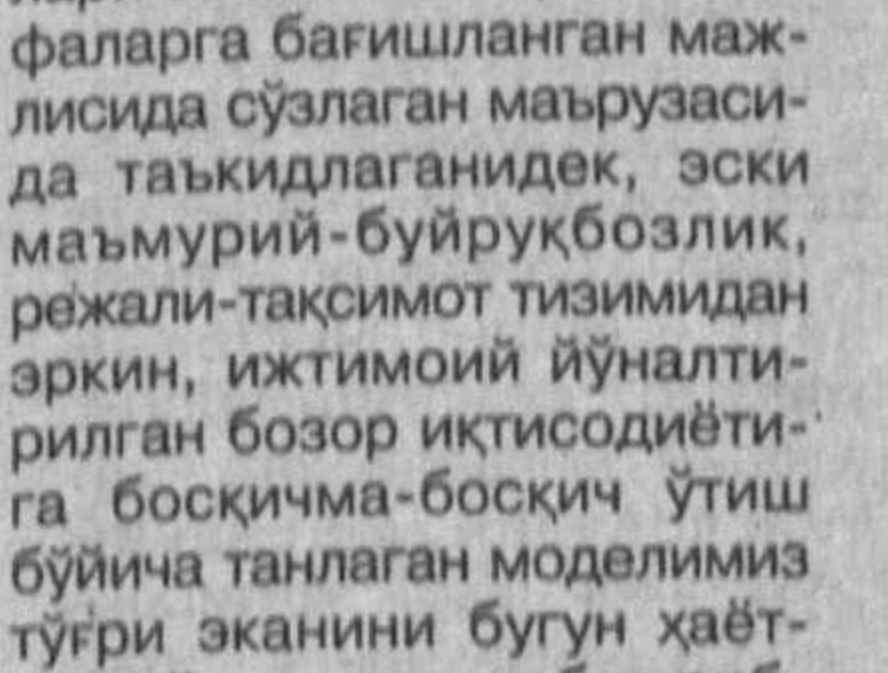 фаларга бағишланган маж-
лисида сўзлаган маърузаси-
да таъкидлаганидек, эски
маъмурий-буйруқбозлик,
режали-тақсимот тизимидан
эркин, ижтимоий йўналти-
рилган бозор иқтисодиёти-
га босқичма-босқич ўтиш
бўйича танлаган моделимиз
тўғри эканини бугун ҳаёт-